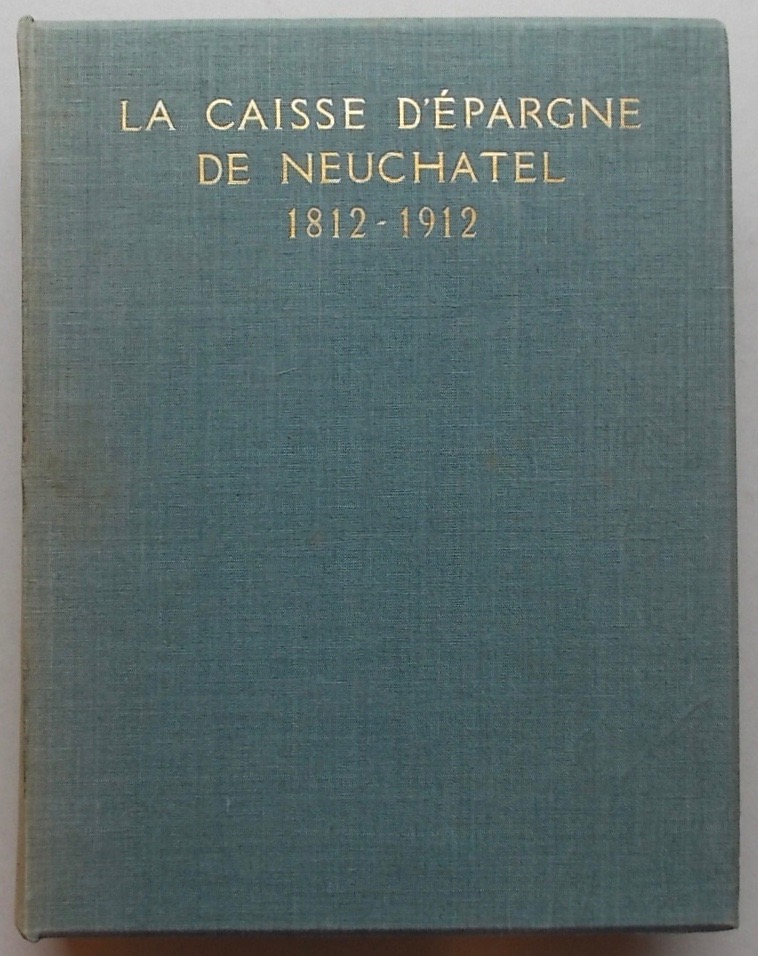 LA CAISSE D'ÉPARGNE
DE NEUCHATEL
1812-1912